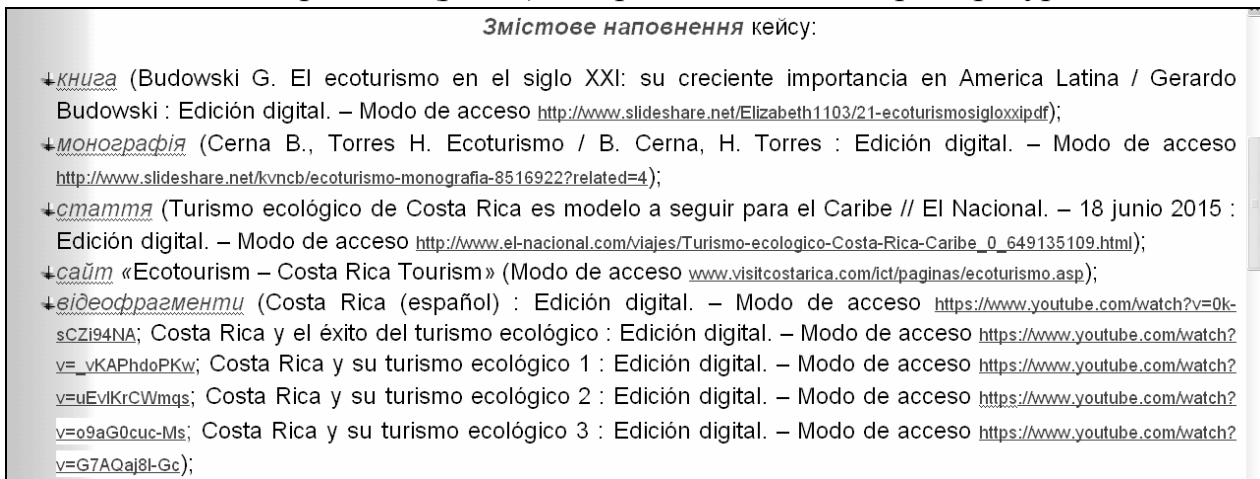 Змістове наповнення кейсу:
книга (Budowski G. El ecoturismo en el siglo XXI: su creciente importancia en America Latina / Gerardo
Budowski : Edición digital. – Modo de acceso http://www.slideshare.net/Elizabeth1103/21-ecoturismosigloxxipdf);
монографія (Cerna B., Torres H. Ecoturismo / B. Cerna, H. Torres : Edición digital. – Modo de acceso
http://www.slideshare.net/kvncb/ecoturismo-monografia-8516922?related=4);
стаття (Turismo ecológico de Costa Rica es modelo a seguir para el Caribe // El Nacional. – 18 junio 2015 :
Edición digital. – Modo de acceso http://www.el-nacional.com/viajes/Turismo-ecologico-Costa-Rica-Caribe_0_649135109.html);
сайт «Ecotourism – Costa Rica Tourism» (Modo de acceso www.visitcostarica.com/ict/paginas/ecoturismo.asp);
відеофрагменти (Costa Rica (español) : Edición digital. – Modo de acceso https://www.youtube.com/watch?v=0k-
sCZi94NA; Costa Rica y el éxito del turismo ecológico : Edición digital. – Modo de acceso https://www.youtube.com/watch?
v=_vKAPhdoPKw; Costa Rica y su turismo ecológico 1 : Edición digital. – Modo de acceso https://www.youtube.com/watch?
v=uEvlKrCWmqs; Costa Rica y su turismo ecológico 2 : Edición digital. – Modo de acceso https://www.youtube.com/watch?
v=o9aG0cuc-Ms; Costa Rica y su turismo ecológico 3 : Edición digital. – Modo de acceso https://www.youtube.com/watch?
v=G7AQaj8l-Gc);